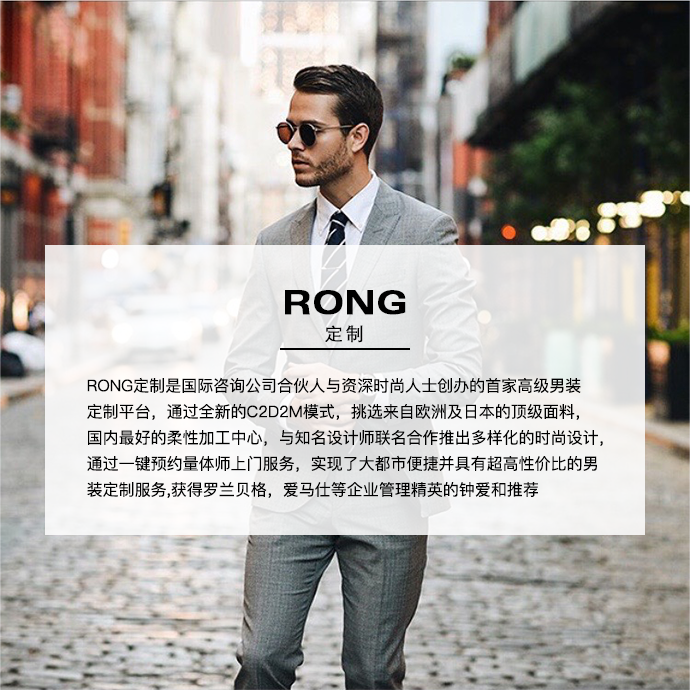 RONG
定制
RONG定制是国际咨询公司合伙人与资深时尚人士创办的首家高级男装
定制平台，通过全新的C2D2M模式，挑选来自欧洲及日本的顶级面料，
国内最好的柔性加工中心，与知名设计师联名合作推出多样化的时尚设计，
通过一键预约量体师上门服务，实现了大都市便捷并具有超高性价比的男
装定制服务,获得罗兰贝格，爱马仕等企业管理精英的钟爱和推荐